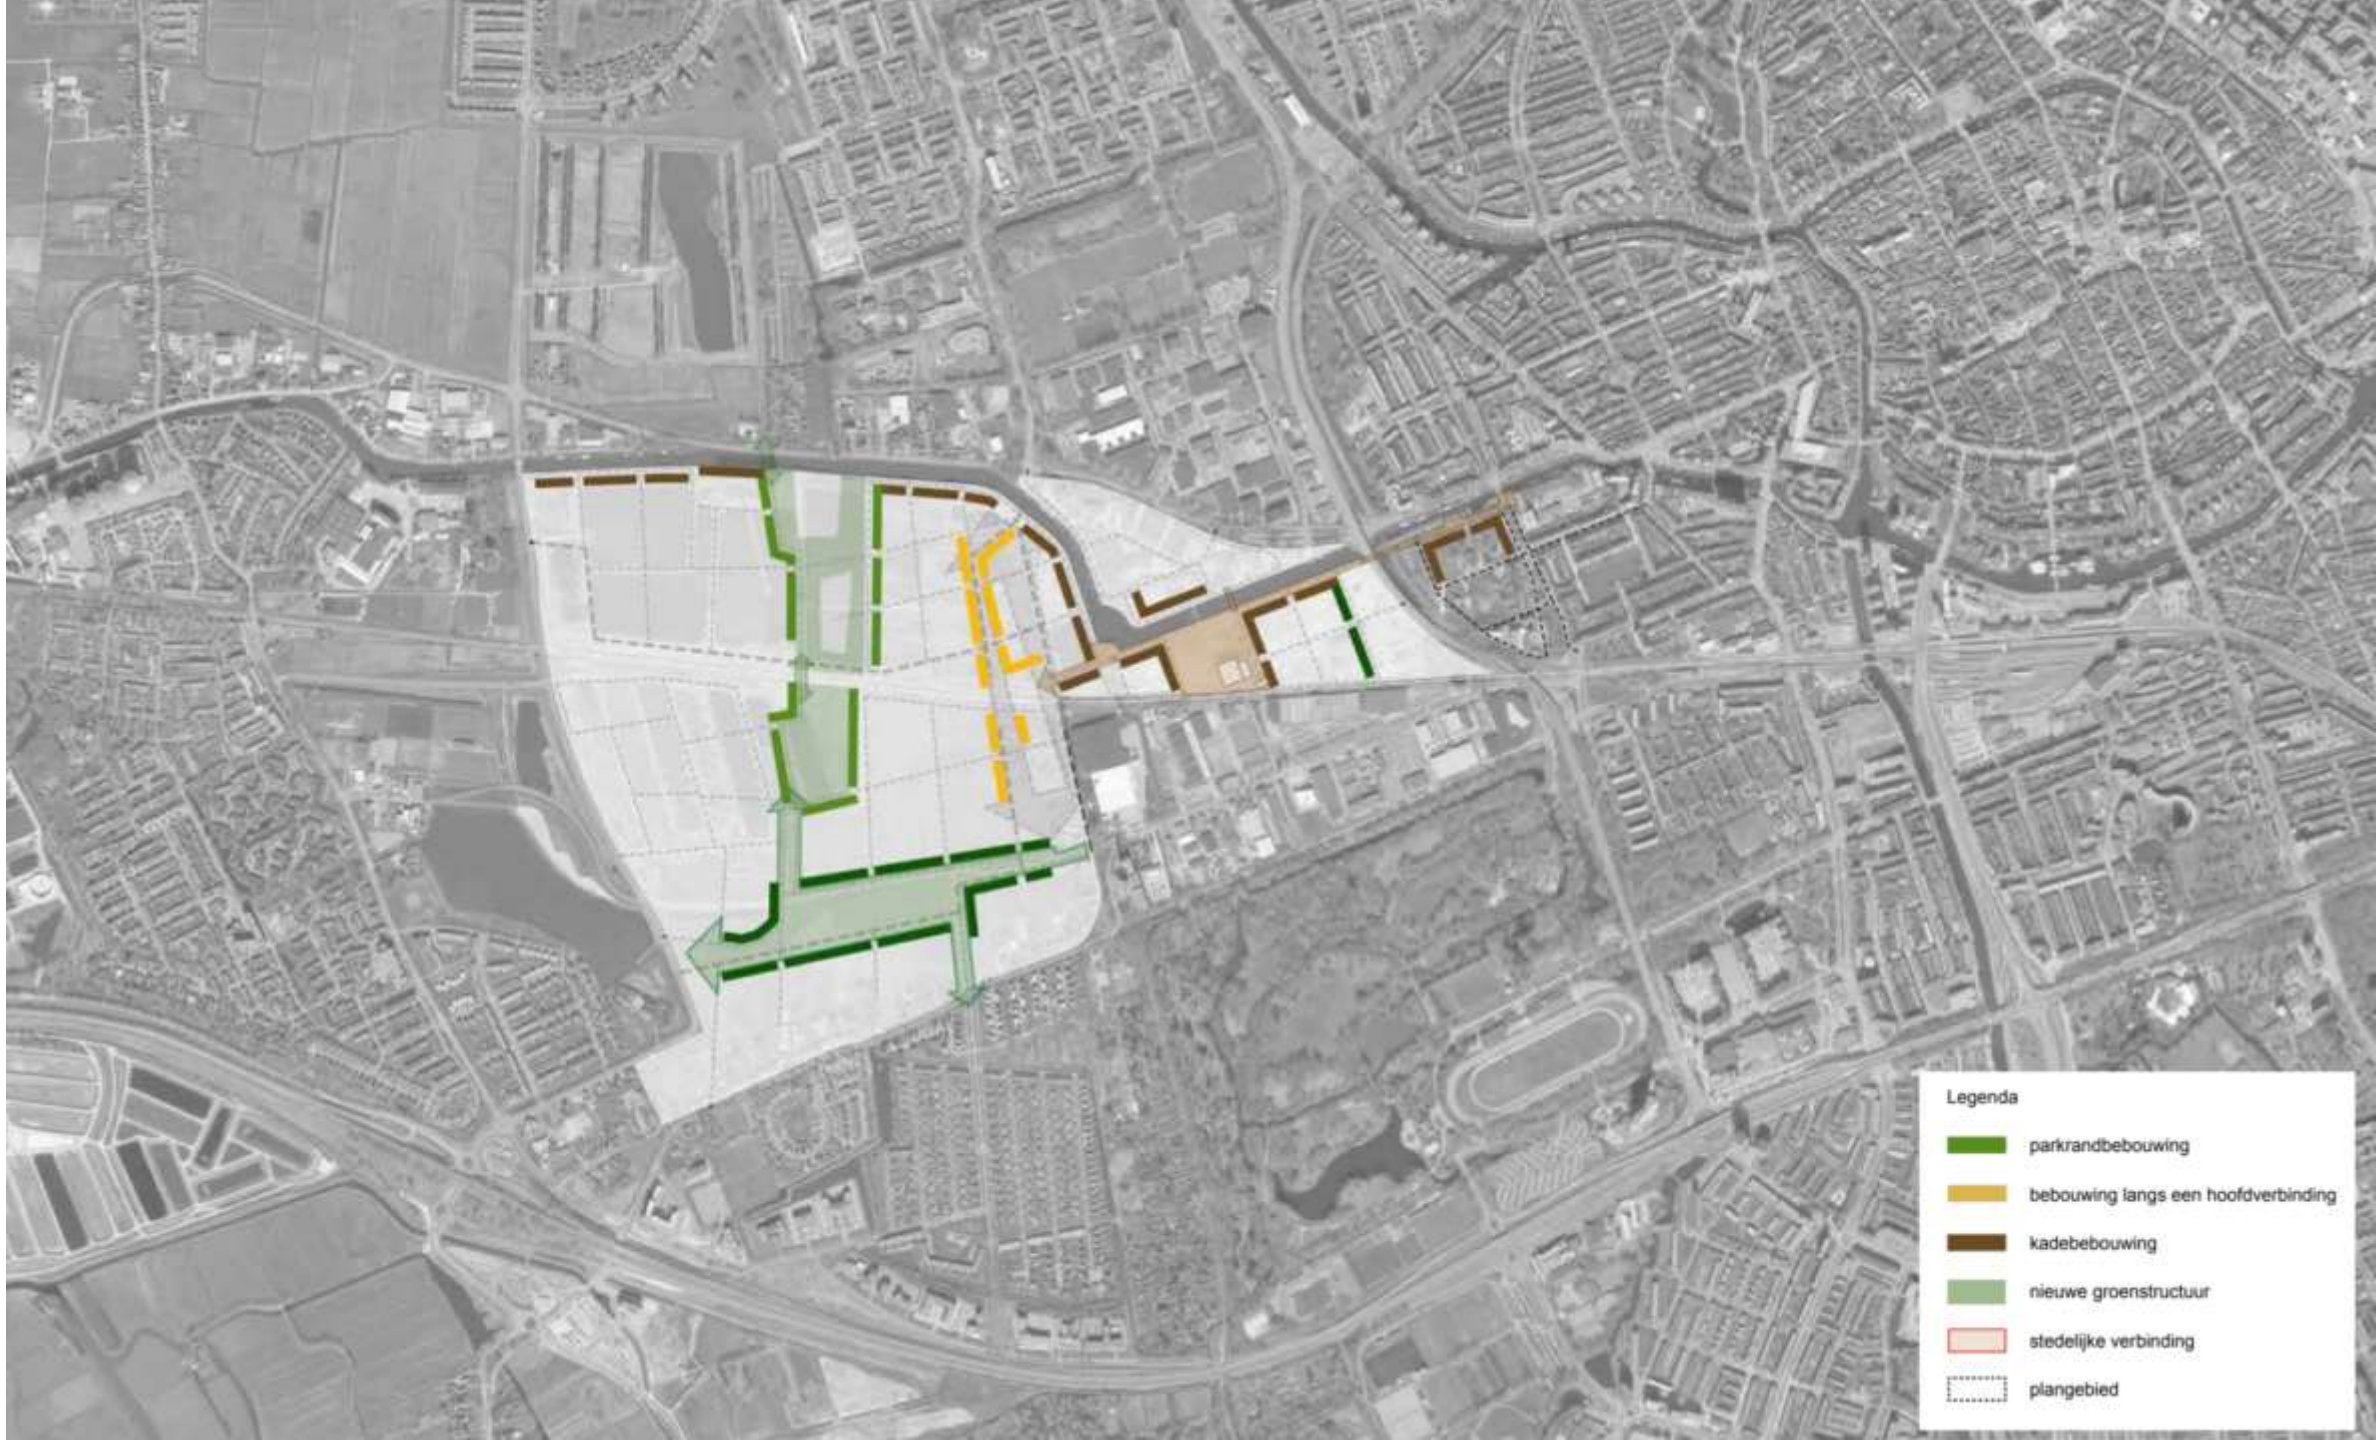 Legenda
parkrandbebouwing
bebouwing langs een hoofdverbinding
kadebebouwing
nieuwe groenstructuur
stedelijke verbinding
plangebied